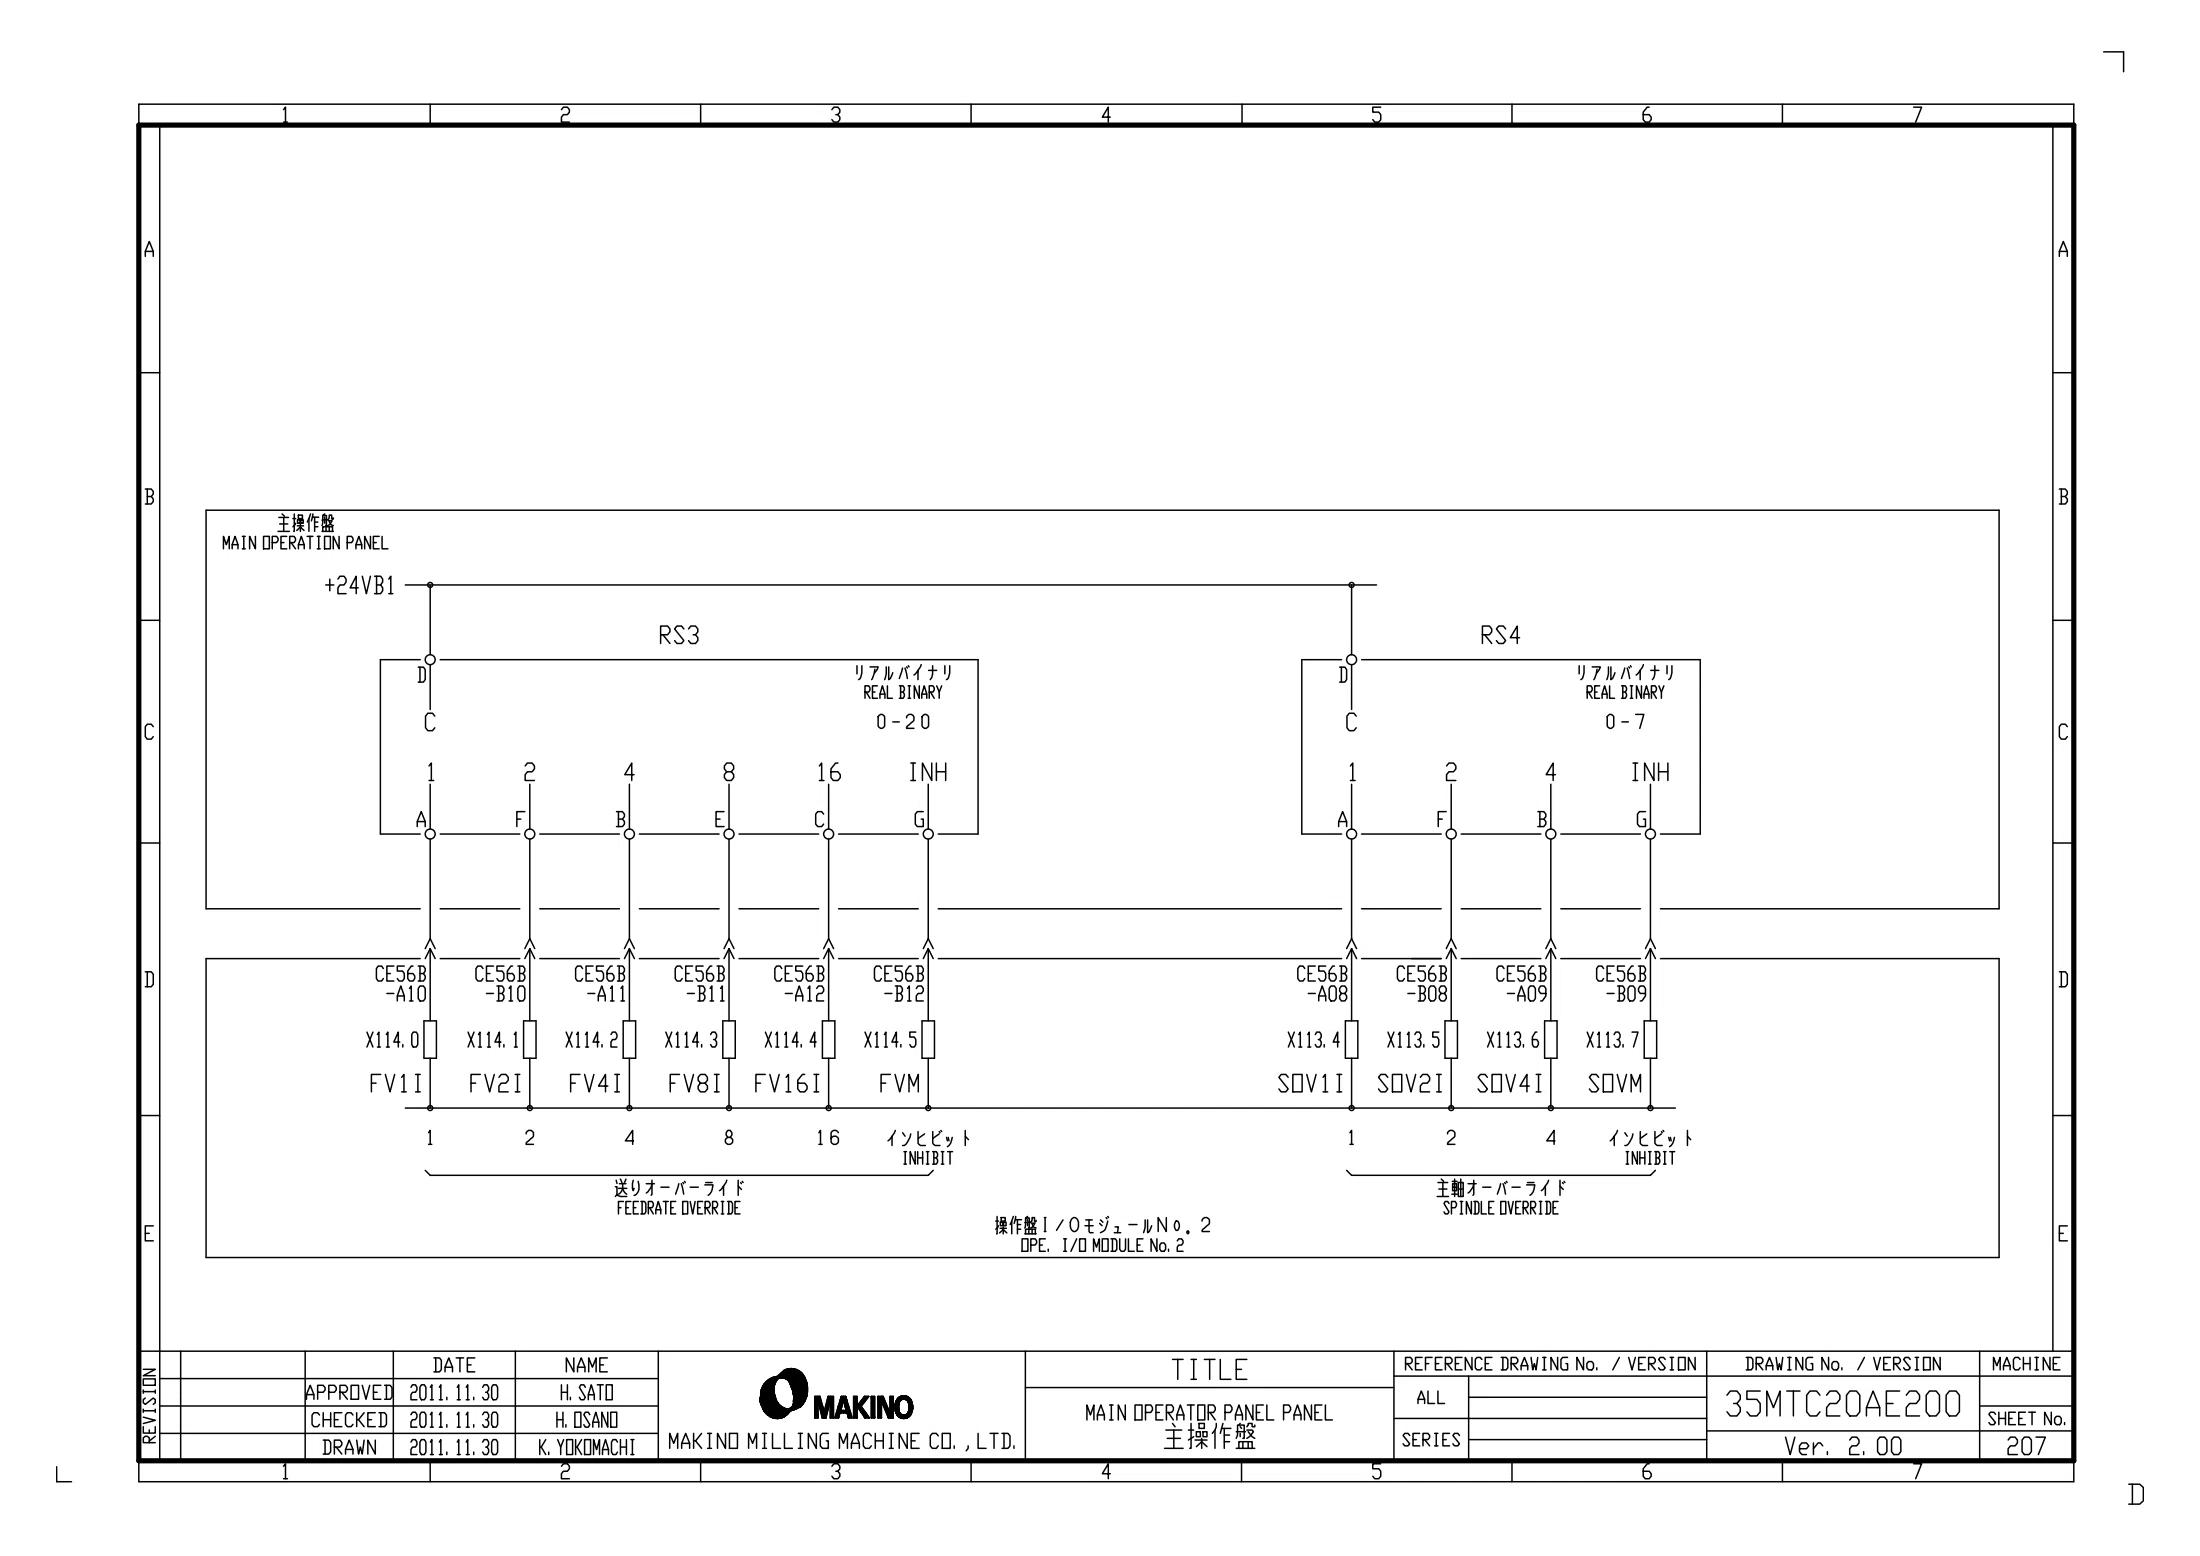 1 2 3 4 5 6 7
A A
B B
主操作盤
MAIN OPERATION PANEL
+24VB1
RS3 RS4
D D
リアルバイナリ リアルバイナリ
REAL BINARY REAL BINARY
C C
0-20 0-7
C C
1 2 4 8 16 INH 1 2 4 INH
A F B E C G A F B G
D D
CE56B CE56B CE56B CE56B CE56B CE56B CE56B CE56B CE56B CE56B
-A10 -B10 -A11 -B11 -A12 -B12 -A08 -B08 -A09 -B09
X114.0 X114.1 X114.2 X114.3 X114.4 X114.5 X113.4 X113.5 X113.6 X113.7
FV1I FV2I FV4I FV8I FV16I FVM SOV1I SOV2I SOV4I SOVM
1 2 4 8 16 インヒビット 1 2 4 インヒビット
INHIBIT INHIBIT
送りオーバーライド 主軸オーバーライド
FEEDRATE OVERRIDE SPINDLE OVERRIDE
E E
操作盤I/OモジュールNo.2
OPE. I/O MODULE No.2
REVISION
DATE NAME
APPROVED 2011.11.30 H. SATO
CHECKED 2011.11.30 H. OSANO
DRAWN 2011.11.30 K. YOKOMACHI
MAKINO
MAKINO MILLING MACHINE CO.,LTD.
TITLE
MAIN OPERATOR PANEL PANEL
主操作盤
REFERENCE DRAWING No. / VERSION
ALL
SERIES
DRAWING No. / VERSION
35MTC20AE200
Ver. 2.00
MACHINE
SHEET No.
207
1 2 3 4 5 6 7
D